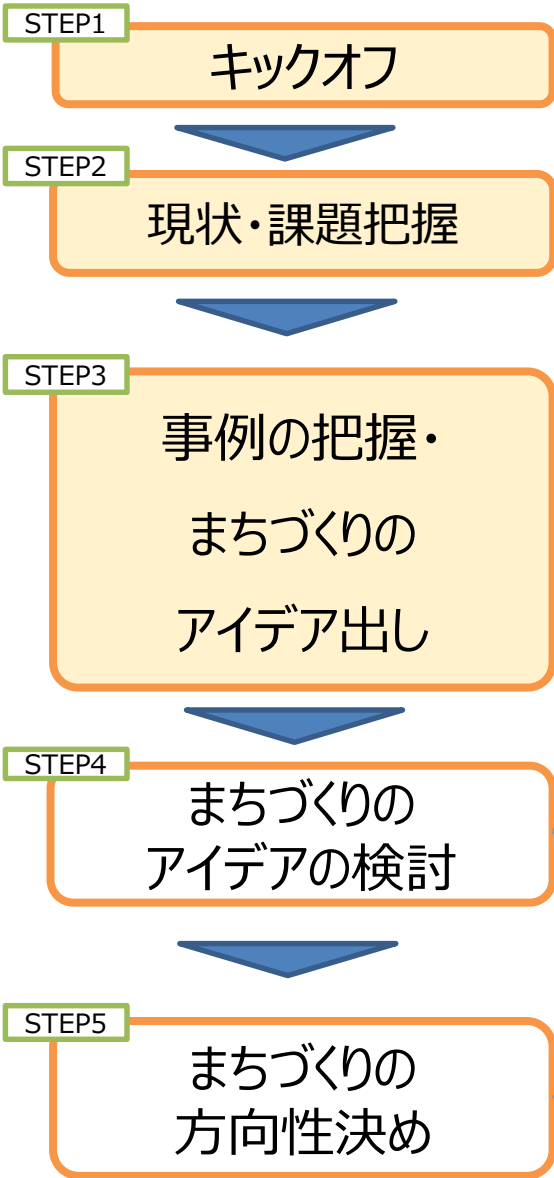 STEP1
キックオフ
STEP2
現状・課題把握
STEP3
事例の把握・
まちづくりの
アイデア出し
STEP4
まちづくりの
アイデアの検討
STEP5
まちづくりの
方向性決め